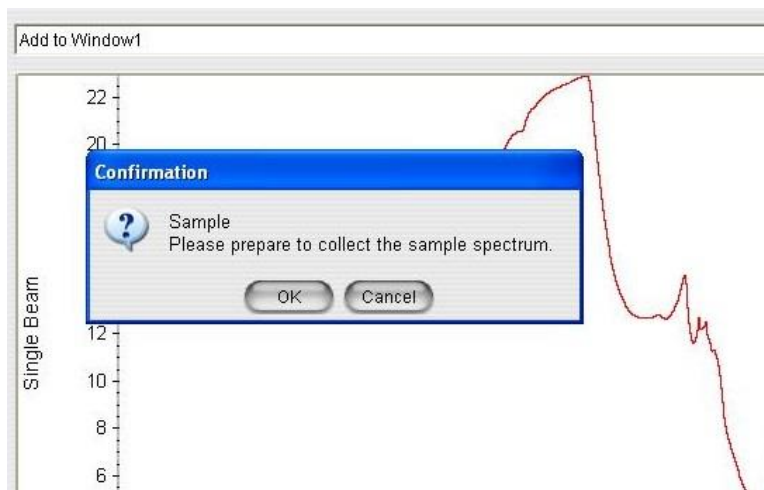 Add to Window1
22
20
Confirmation
?
Sample
Please prepare to collect the sample spectrum.
OK
Cancel
Single Beam
12
10
8
6